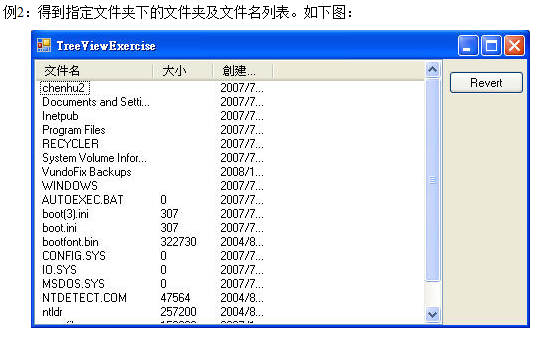 例2：得到指定文件夹下的文件夹及文件名列表。如下图：
TreeViewExercise
文件名 大小 創建...
Revert
chenhu2 2007/7...
Documents and Setti... 2007/7...
Inetpub 2007/7...
Program Files 2007/7...
RECYCLER 2007/7...
System Volume Infor... 2007/7...
VundoFix Backups 2008/1...
WINDOWS 2007/7...
AUTOEXEC.BAT 0 2007/7...
boot(3).ini 307 2007/7...
boot.ini 307 2007/7...
bootfont.bin 322730 2004/8...
CONFIG.SYS 0 2007/7...
IO.SYS 0 2007/7...
MSDOS.SYS 0 2007/7...
NTDETECT.COM 47564 2004/8...
ntldr 257200 2004/8...